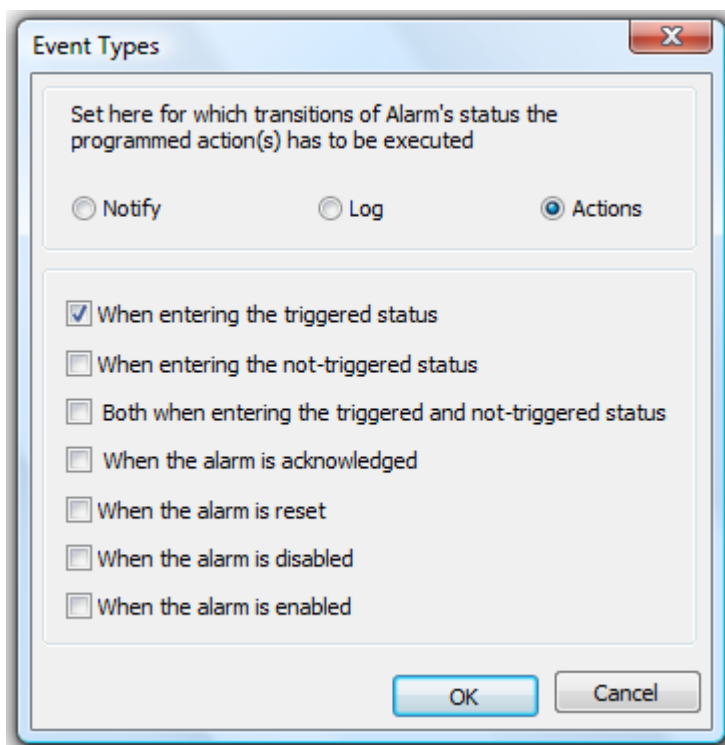 Event Types
Set here for which transitions of Alarm's status the
programmed action(s) has to be executed
Notify
Log
Actions
When entering the triggered status
When entering the not-triggered status
Both when entering the triggered and not-triggered status
When the alarm is acknowledged
When the alarm is reset
When the alarm is disabled
When the alarm is enabled
OK
Cancel